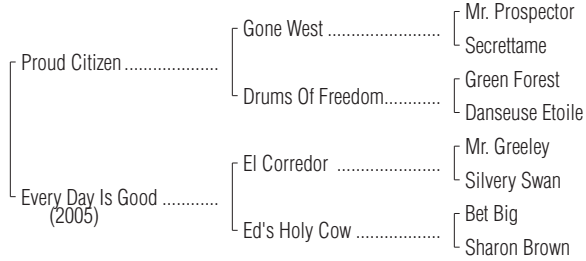 Mr. Prospector
Gone West ........................
Secrettame
Proud Citizen ....................
Green Forest
Drums Of Freedom............
Danseuse Etoile
Mr. Greeley
El Corredor ......................
Silvery Swan
Every Day Is Good ............
(2005)
Bet Big
Ed's Holy Cow .................
Sharon Brown